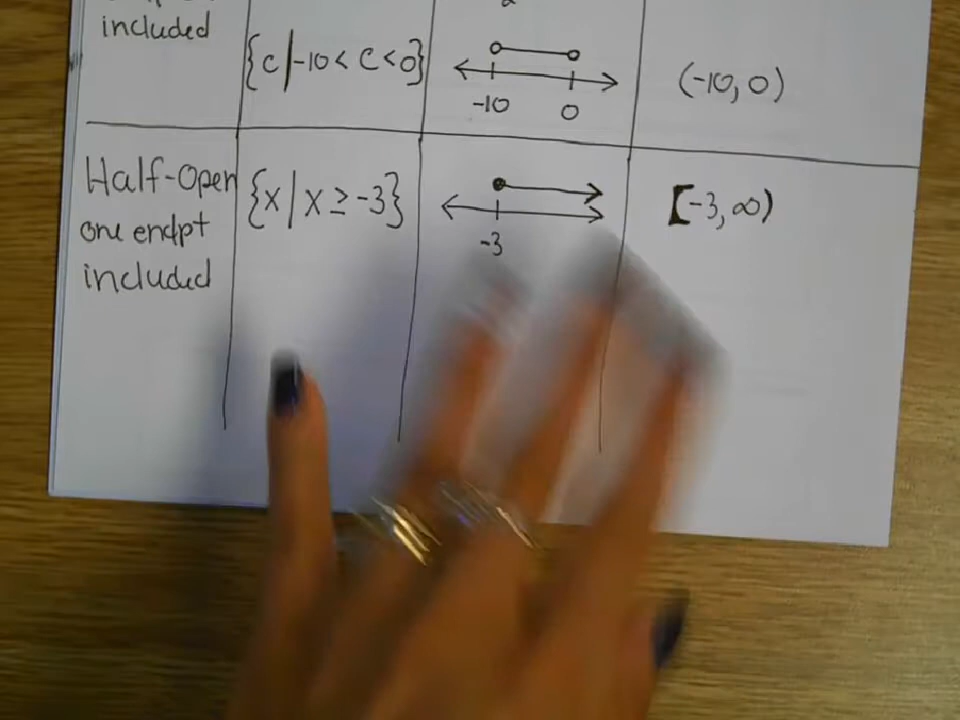 included
{c | -10 < c < 0}
-10
0
(-10, 0)
Half-Open
one endpt
included
{x | x ≥ -3}
-3
[-3, ∞)